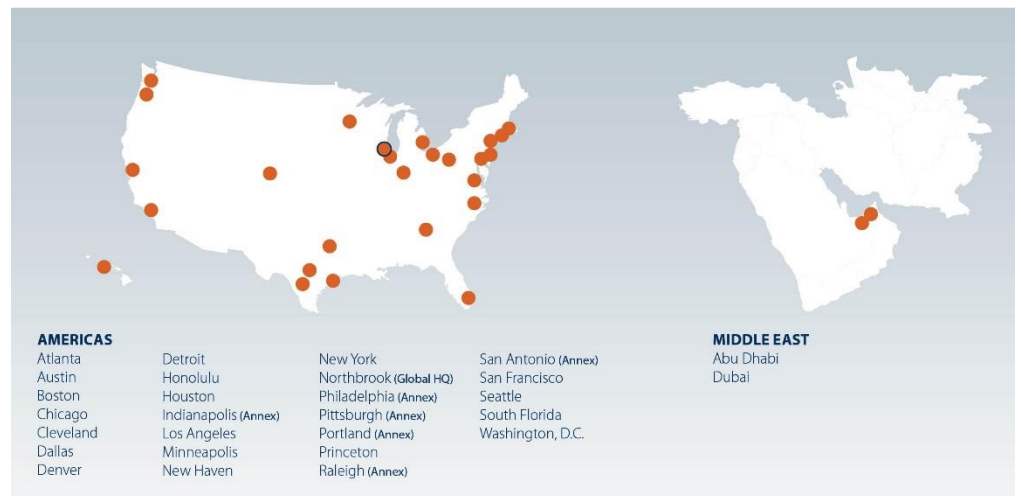 AMERICAS
Atlanta
Austin
Boston
Chicago
Cleveland
Dallas
Denver
Detroit
Honolulu
Houston
Indianapolis (Annex)
Los Angeles
Minneapolis
New Haven
New York
Northbrook (Global HQ)
Philadelphia (Annex)
Pittsburgh (Annex)
Portland (Annex)
Princeton
Raleigh (Annex)
San Antonio (Annex)
San Francisco
Seattle
South Florida
Washington, D.C.
MIDDLE EAST
Abu Dhabi
Dubai